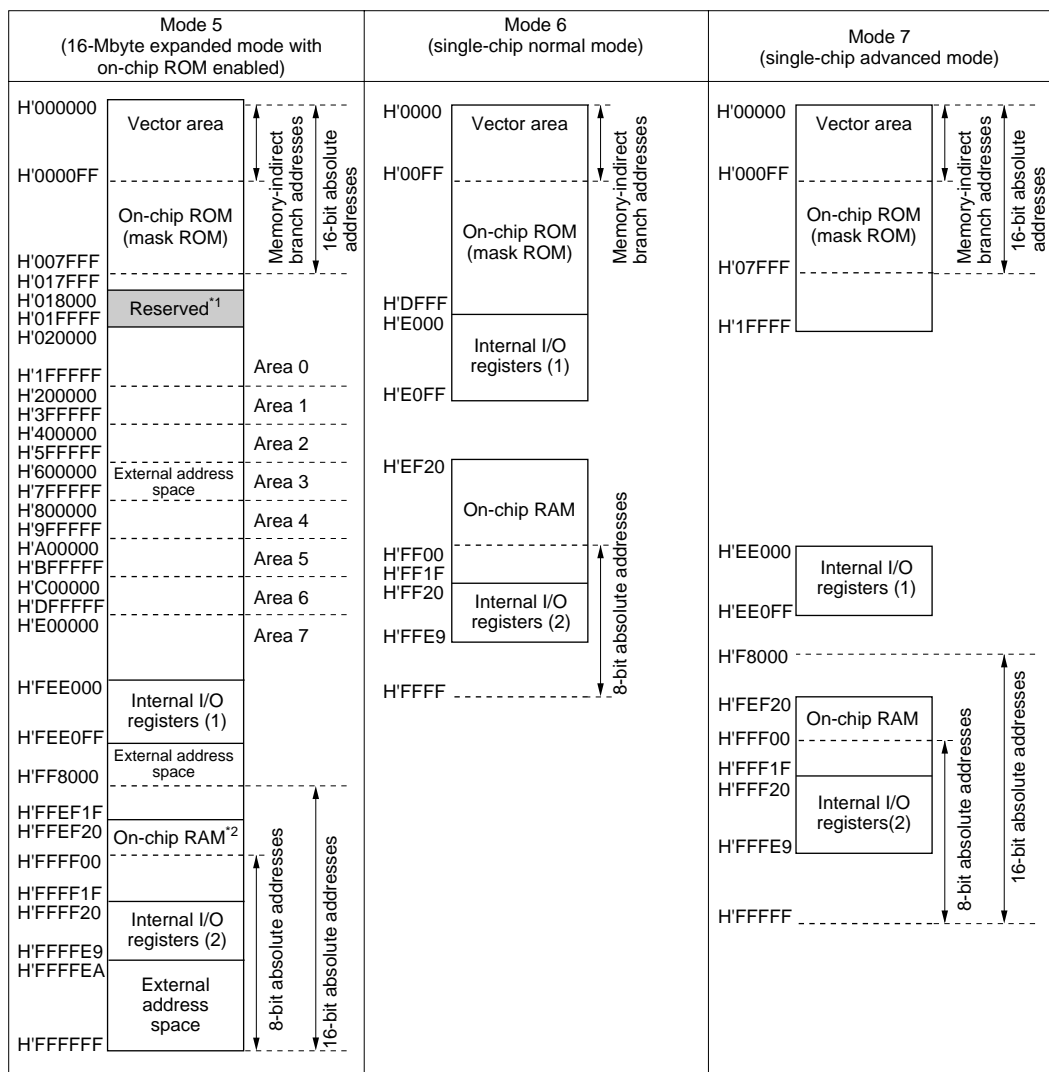 Mode 5
(16-Mbyte expanded mode with
on-chip ROM enabled)
H'000000
Vector area
H'0000FF
On-chip ROM
(mask ROM)
H'007FFF
H'017FFF
H'018000
Reserved*1
H'01FFFF
H'020000
Memory-indirect
branch addresses
16-bit absolute
addresses
Area 0
H'1FFFFF
H'200000
Area 1
H'3FFFFF
H'400000
Area 2
H'5FFFFF
H'600000
External address
space
Area 3
H'7FFFFF
H'800000
Area 4
H'9FFFFF
H'A00000
Area 5
H'BFFFFF
H'C00000
Area 6
H'DFFFFF
H'E00000
Area 7
H'FEE000
Internal I/O
registers (1)
H'FEE0FF
External address
space
H'FF8000
H'FFEF1F
H'FFEF20
On-chip RAM*2
H'FFFF00
H'FFFF1F
H'FFFF20
Internal I/O
registers (2)
H'FFFFE9
H'FFFFEA
External
address
space
H'FFFFFF
8-bit absolute addresses
16-bit absolute addresses
Mode 6
(single-chip normal mode)
H'0000
Vector area
H'00FF
On-chip ROM
(mask ROM)
Memory-indirect
branch addresses
H'DFFF
H'E000
Internal I/O
registers (1)
H'E0FF
H'EF20
On-chip RAM
H'FF00
H'FF1F
H'FF20
Internal I/O
registers (2)
H'FFE9
H'FFFF
8-bit absolute addresses
Mode 7
(single-chip advanced mode)
H'00000
Vector area
H'000FF
On-chip ROM
(mask ROM)
H'07FFF
H'1FFFF
Memory-indirect
branch addresses
16-bit absolute
addresses
H'EE000
Internal I/O
registers (1)
H'EE0FF
H'F8000
H'FEF20
On-chip RAM
H'FFF00
H'FFF1F
H'FFF20
Internal I/O
registers(2)
H'FFFE9
H'FFFFF
8-bit absolute addresses
16-bit absolute addresses